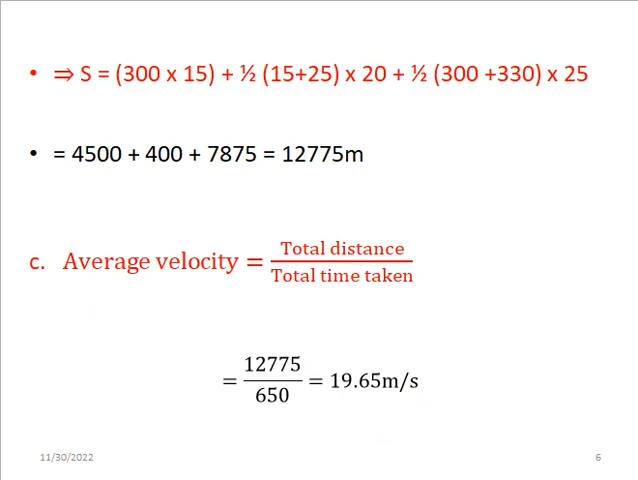 • ⇒ S = (300 x 15) + ½ (15+25) x 20 + ½ (300 +330) x 25
• = 4500 + 400 + 7875 = 12775m
c. Average velocity = Total distance / Total time taken
= 12775 / 650 = 19.65m/s
11/30/2022 6